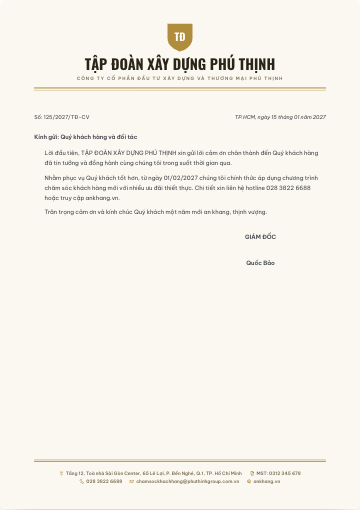 TĐ
TẬP ĐOÀN XÂY DỰNG PHÚ THỊNH
CÔNG TY CỔ PHẦN ĐẦU TƯ XÂY DỰNG VÀ THƯƠNG MẠI PHÚ THỊNH
Số: 125/2027/TĐ-CV
TP.HCM, ngày 15 tháng 01 năm 2027
Kính gửi: Quý khách hàng và đối tác
Lời đầu tiên, TẬP ĐOÀN XÂY DỰNG PHÚ THỊNH xin gửi lời cảm ơn chân thành đến Quý khách hàng
đã tin tưởng và đồng hành cùng chúng tôi trong suốt thời gian qua.
Nhằm phục vụ Quý khách tốt hơn, từ ngày 01/02/2027 chúng tôi chính thức áp dụng chương trình
chăm sóc khách hàng mới với nhiều ưu đãi thiết thực. Chi tiết xin liên hệ hotline 028 3822 6688
hoặc truy cập ankhang.vn.
Trân trọng cảm ơn và kính chúc Quý khách một năm mới an khang, thịnh vượng.
GIÁM ĐỐC
Quốc Bảo
Tầng 12, Toà nhà Sài Gòn Center, 65 Lê Lợi, P. Bến Nghé, Q.1, TP. Hồ Chí Minh MST: 0312 345 678
028 3822 6688 chamsockhachhang@phuthinhgroup.com.vn ankhang.vn